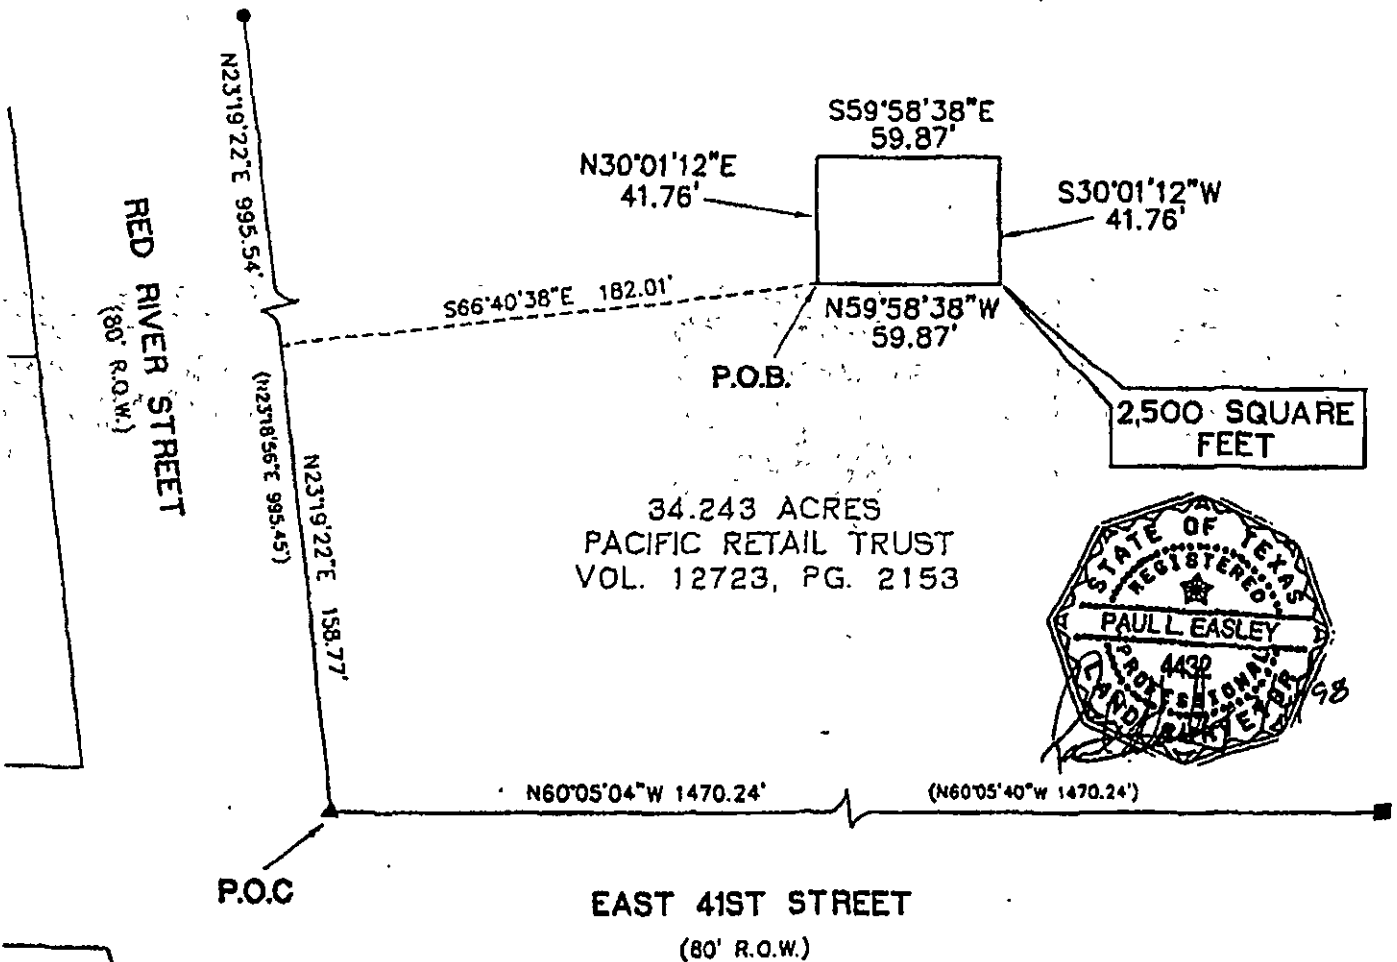 N23°19'22"E 995.54'
S59°58'38"E
59.87'
N30°01'12"E
41.76'
S30°01'12"W
41.76'
RED RIVER STREET
(80' R.O.W.)
S66°40'38"E 182.01'
N59°58'38"W
59.87'
P.O.B.
2,500 SQUARE
FEET
(N23°18'56"E 995.45')
N23°19'22"E 158.77'
34.243 ACRES
PACIFIC RETAIL TRUST
VOL. 12723, PG. 2153
STATE OF TEXAS
REGISTERED
PAUL L. EASLEY
4432
PROFESSIONAL
LAND SURVEYOR
98
N60°05'04"W 1470.24'
(N60°05'40"W 1470.24')
P.O.C
EAST 41ST STREET
(80' R.O.W.)